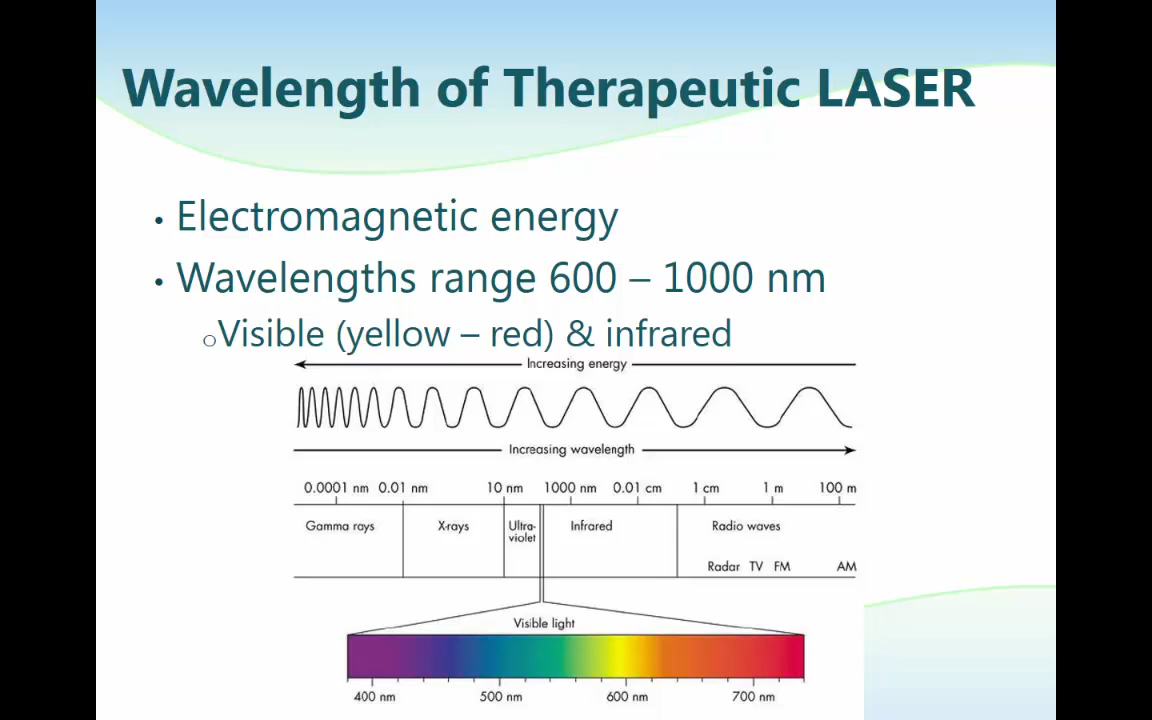 Wavelength of Therapeutic LASER
• Electromagnetic energy
• Wavelengths range 600 – 1000 nm
○Visible (yellow – red) & infrared
Increasing energy
Increasing wavelength
0.0001 nm 0.01 nm 10 nm 1000 nm 0.01 cm 1 cm 1 m 100 m
Gamma rays X-rays Ultra- Infrared Radio waves
violet
Radar TV FM AM
Visible light
400 nm 500 nm 600 nm 700 nm